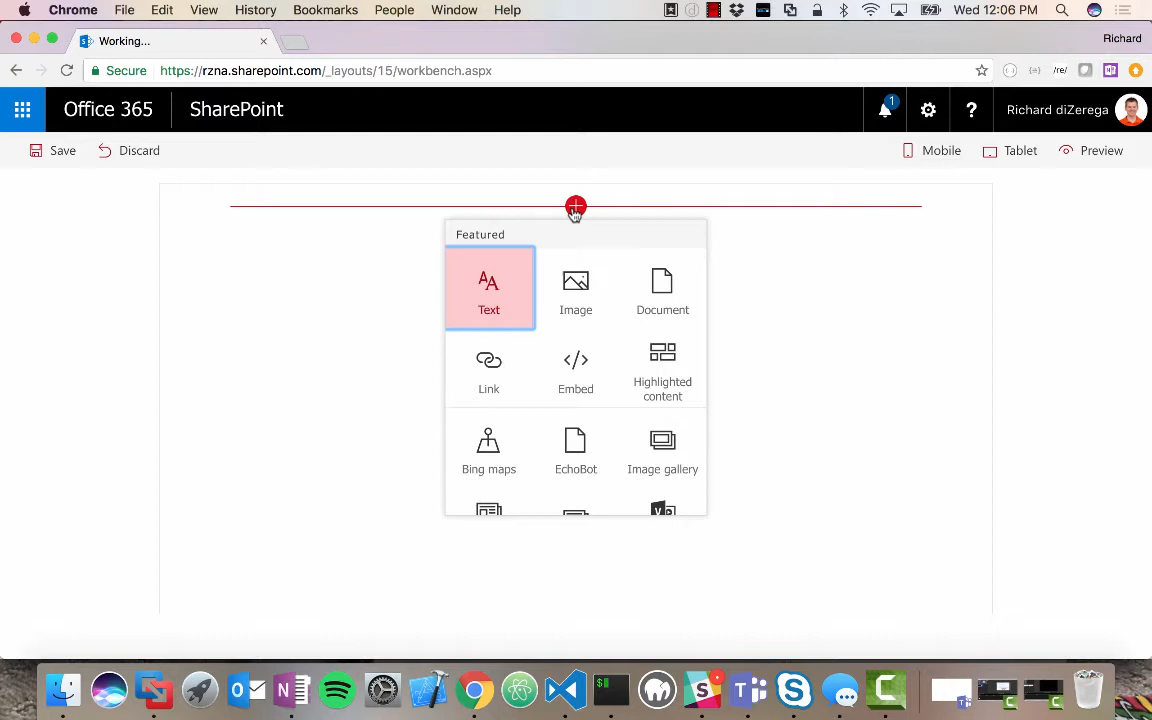 Chrome File Edit View History Bookmarks People Window Help Wed 12:06 PM
Working... Richard
Secure https://rzna.sharepoint.com/_layouts/15/workbench.aspx /re/
Office 365 SharePoint 1 ? Richard diZerega
Save Discard Mobile Tablet Preview
Featured
Text Image Document
Link Embed Highlighted content
Bing maps EchoBot Image gallery